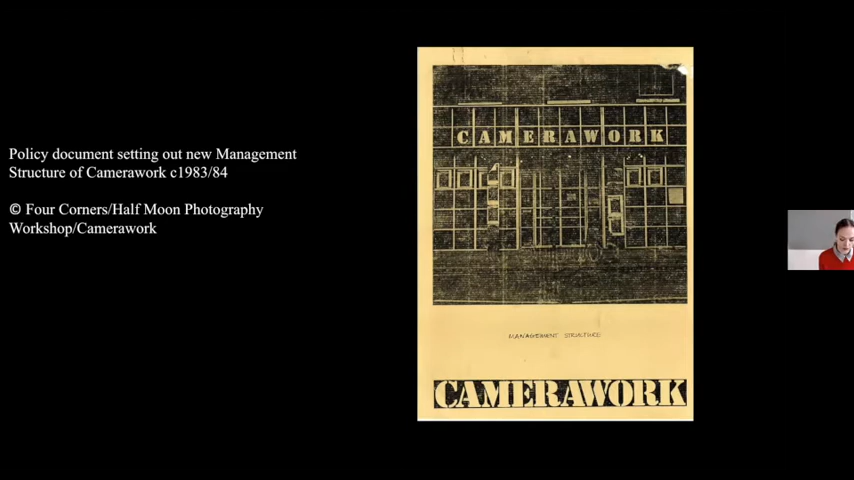 Policy document setting out new Management
Structure of Camerawork c1983/84
© Four Corners/Half Moon Photography
Workshop/Camerawork
CAMERAWORK
MANAGEMENT STRUCTURE
CAMERAWORK